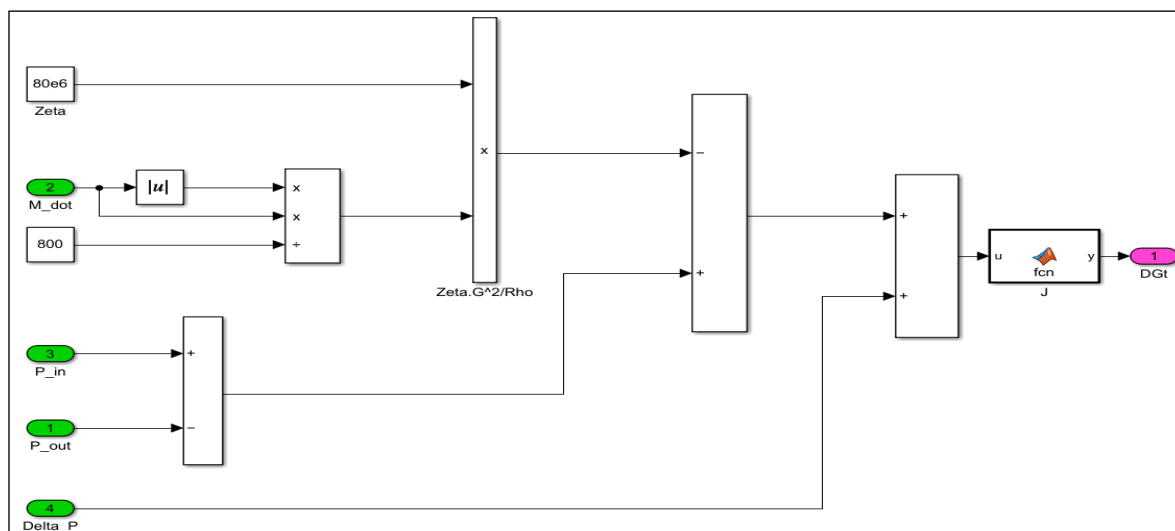 80e6
Zeta
2
M_dot
|u|
800
x
x
÷
x
Zeta.G^2/Rho
3
P_in
1
P_out
+
−
−
+
4
Delta_P
+
+
u
fcn
y
J
1
DGt